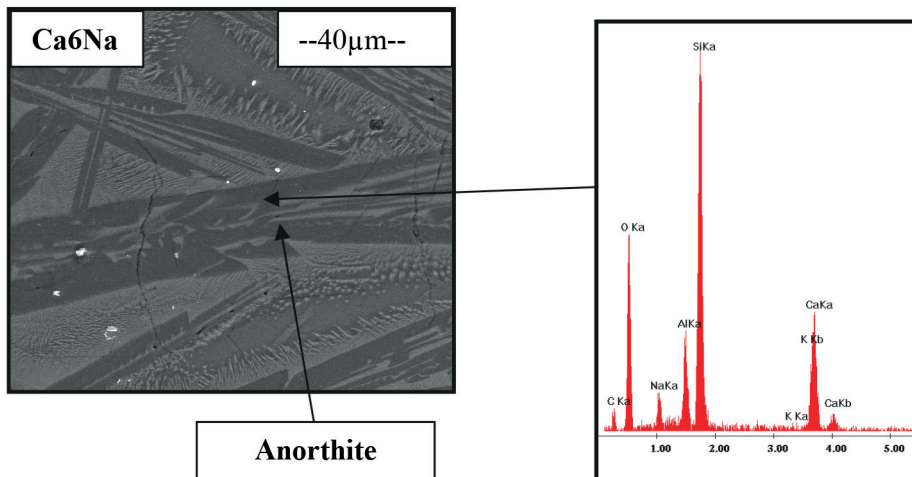 Ca6Na
--40µm--
SiKa
O Ka
CaKa
AlKa
K Kb
NaKa
C Ka
K Ka
CaKb
1.00 2.00 3.00 4.00 5.00
Anorthite